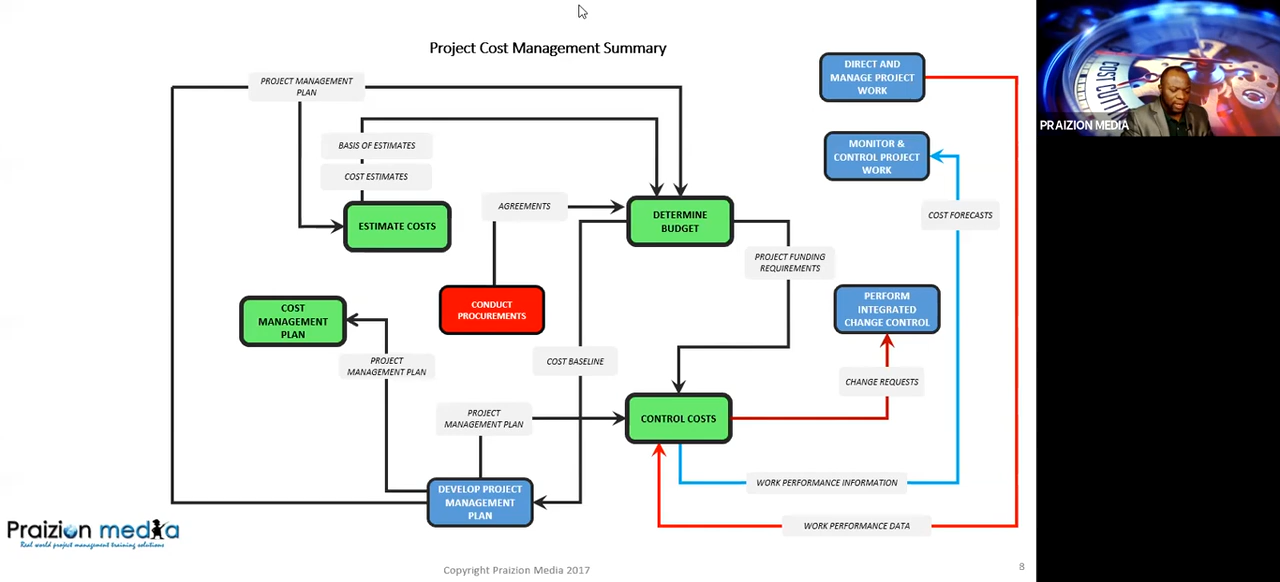 Project Cost Management Summary
PROJECT MANAGEMENT
PLAN
BASIS OF ESTIMATES
COST ESTIMATES
ESTIMATE COSTS
AGREEMENTS
DETERMINE
BUDGET
PROJECT FUNDING
REQUIREMENTS
DIRECT AND
MANAGE PROJECT
WORK
MONITOR &
CONTROL PROJECT
WORK
COST FORECASTS
COST
MANAGEMENT
PLAN
CONDUCT
PROCUREMENTS
PERFORM
INTEGRATED
CHANGE CONTROL
PROJECT
MANAGEMENT PLAN
COST BASELINE
CHANGE REQUESTS
PROJECT
MANAGEMENT PLAN
CONTROL COSTS
DEVELOP PROJECT
MANAGEMENT
PLAN
WORK PERFORMANCE INFORMATION
WORK PERFORMANCE DATA
Praizion media
Real world project management training solutions
Copyright Praizion Media 2017
8
COST CUTTING
PRAIZION MEDIA